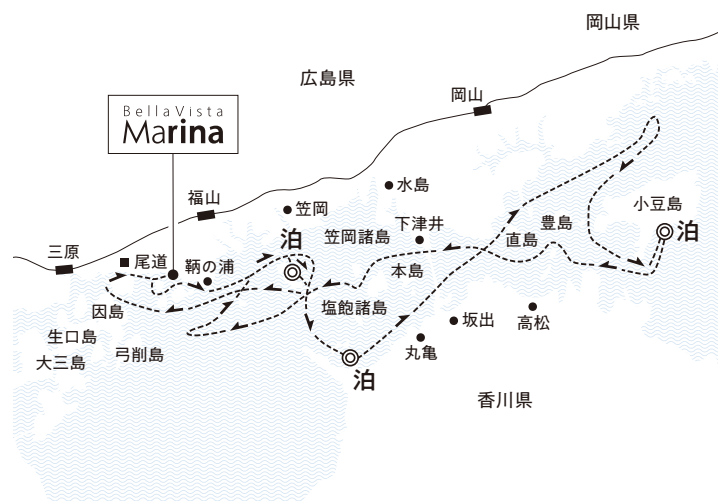 岡山県
広島県
岡山
BellaVista
Marina
水島
福山
笠岡
小豆島
下津井
豊島
泊
笠岡諸島
直島
泊
三原
尾道
鞆の浦
本島
因島
塩飽諸島
坂出
高松
生口島
丸亀
大三島
弓削島
泊
香川県